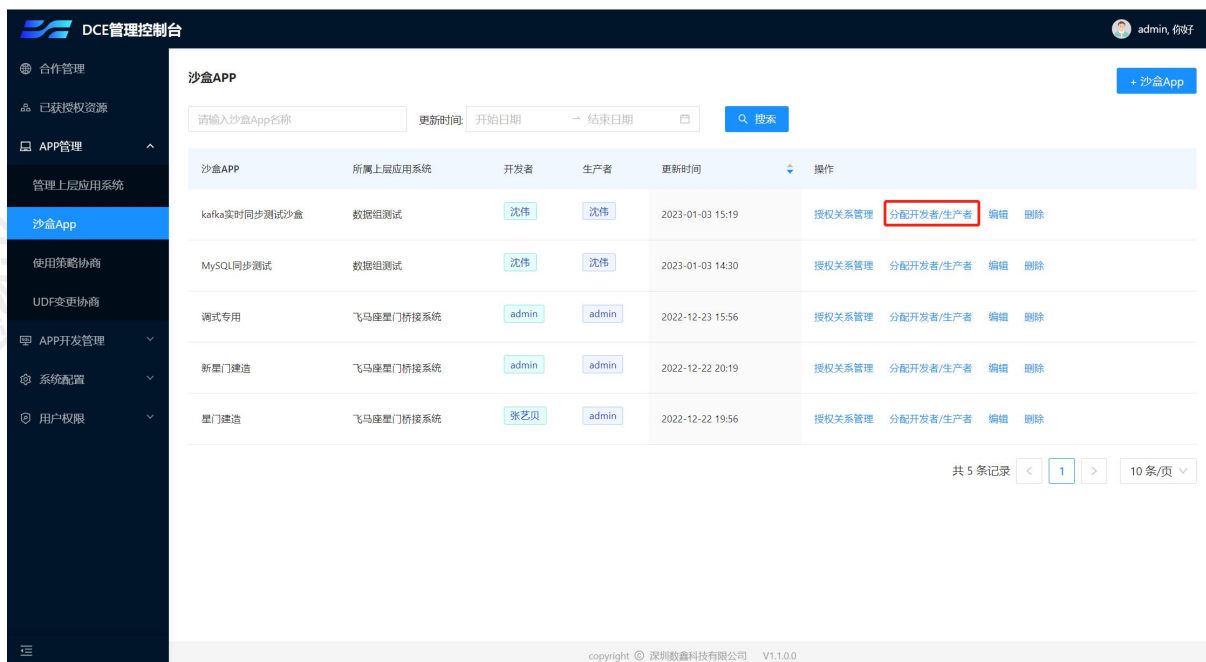 DCE管理控制台
admin, 你好
合作管理
已获授权资源
APP管理
管理上层应用系统
沙盒App
使用策略协商
UDF变更协商
APP开发管理
系统配置
用户权限
沙盒APP
+ 沙盒App
请输入沙盒App名称 更新时间: 开始日期 → 结束日期 搜索
沙盒APP 所属上层应用系统 开发者 生产者 更新时间 操作
kafka实时同步测试沙盒 数据组测试 沈伟 沈伟 2023-01-03 15:19 授权关系管理 分配开发者/生产者 编辑 删除
MySQL同步测试 数据组测试 沈伟 沈伟 2023-01-03 14:30 授权关系管理 分配开发者/生产者 编辑 删除
调式专用 飞马座星门桥接系统 admin admin 2022-12-23 15:56 授权关系管理 分配开发者/生产者 编辑 删除
新星门建造 飞马座星门桥接系统 admin admin 2022-12-22 20:19 授权关系管理 分配开发者/生产者 编辑 删除
星门建造 飞马座星门桥接系统 张艺贝 admin 2022-12-22 19:56 授权关系管理 分配开发者/生产者 编辑 删除
共 5 条记录 < 1 > 10 条/页
copyright © 深圳数鑫科技有限公司 V1.1.0.0